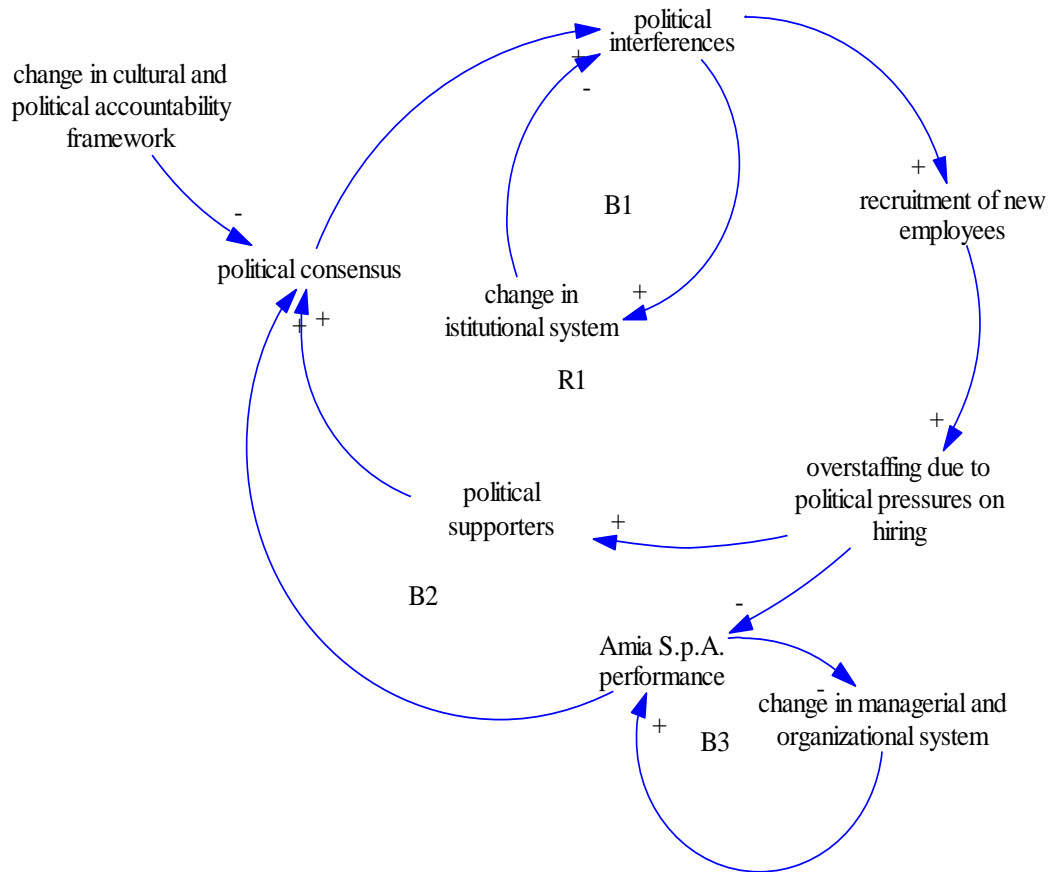 political
interferences
change in cultural and
political accountability
framework
+
-
+
recruitment of new
employees
B1
-
political consensus
change in
istitutional system
+
+
+
R1
+
overstaffing due to
political pressures on
hiring
political
supporters
+
B2
-
Amia S.p.A.
performance
-
change in managerial and
organizational system
+
B3